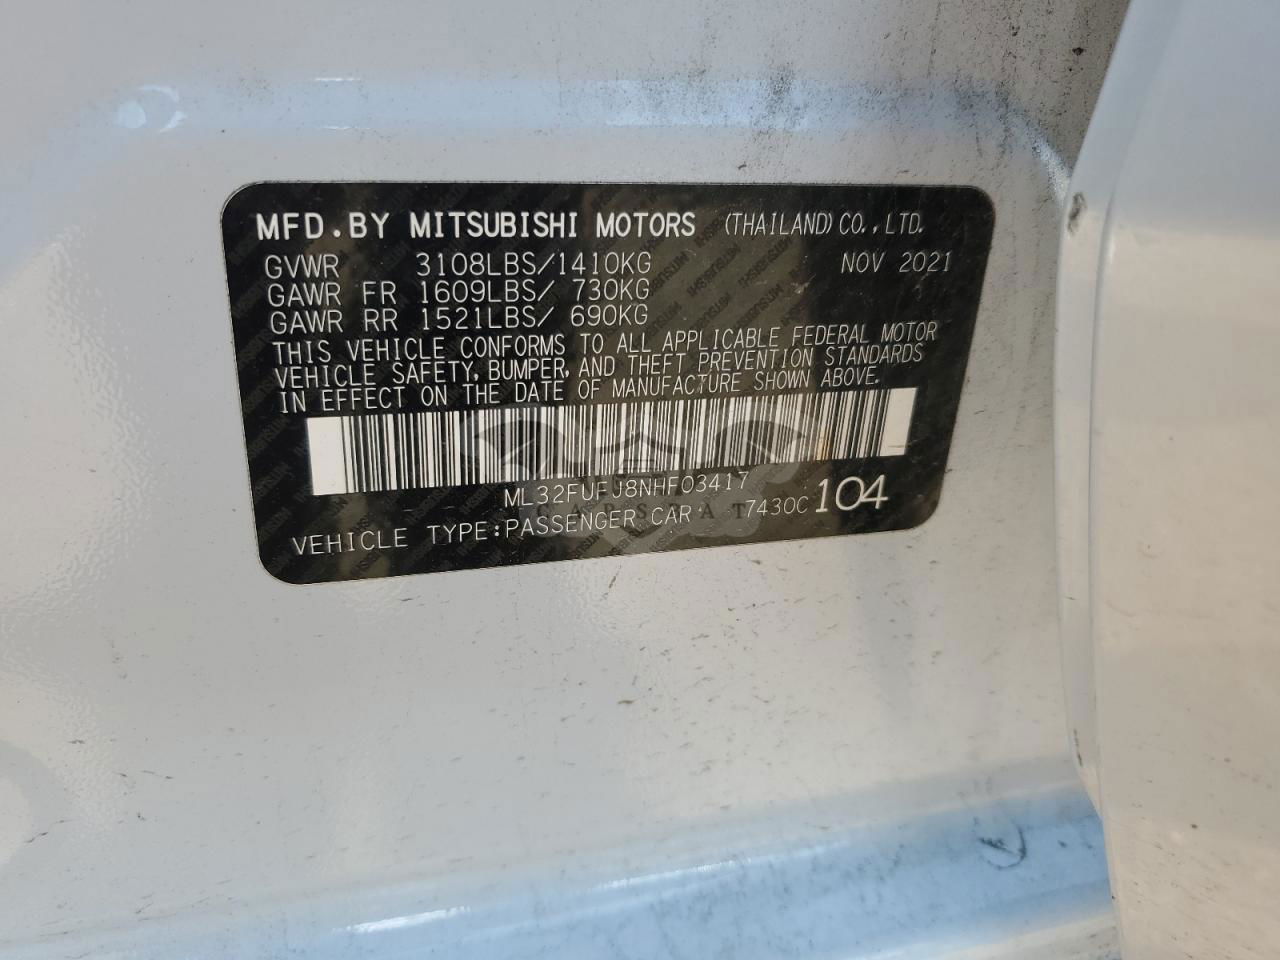 MFD.BY MITSUBISHI MOTORS (THAILAND) CO.,LTD.
GVWR 3108LBS/1410KG NOV 2021
GAWR FR 1609LBS/ 730KG
GAWR RR 1521LBS/ 690KG
THIS VEHICLE CONFORMS TO ALL APPLICABLE FEDERAL MOTOR
VEHICLE SAFETY, BUMPER, AND THEFT PREVENTION STANDARDS
IN EFFECT ON THE DATE OF MANUFACTURE SHOWN ABOVE.
ML32FUFJ8NHF03417
VEHICLE TYPE:PASSENGER CAR 7430C 104
CARSTAT